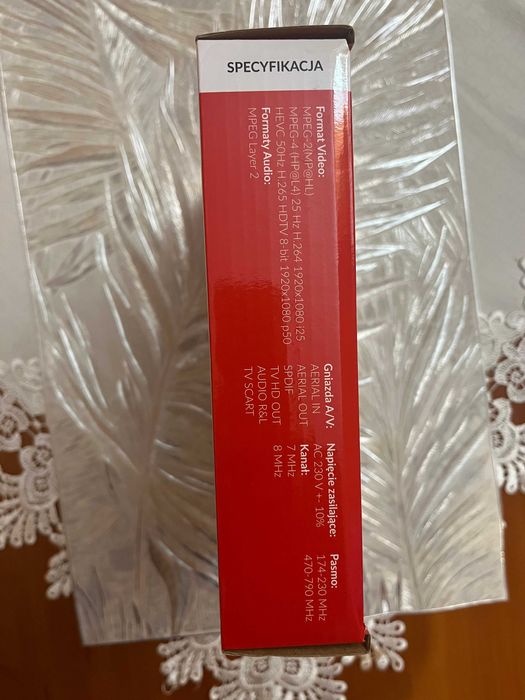 SPECYFIKACJA
Format Video:
MPEG-2(MP@HL)
MPEG-4 (HP@L4) 25 Hz H.264 1920x1080 i25
HEVC 50Hz H.265 HDTV 8-bit 1920x1080 p50
Formaty Audio:
MPEG Layer 2
Gniazda A/V:
AERIAL IN
AERIAL OUT
SPDIF
TV HD OUT
AUDIO R&L
TV SCART
Napięcie zasilające:
AC 230 V +- 10%
Kanał:
7 MHz
8 MHz
Pasmo:
174-230 MHz
470-790 MHz